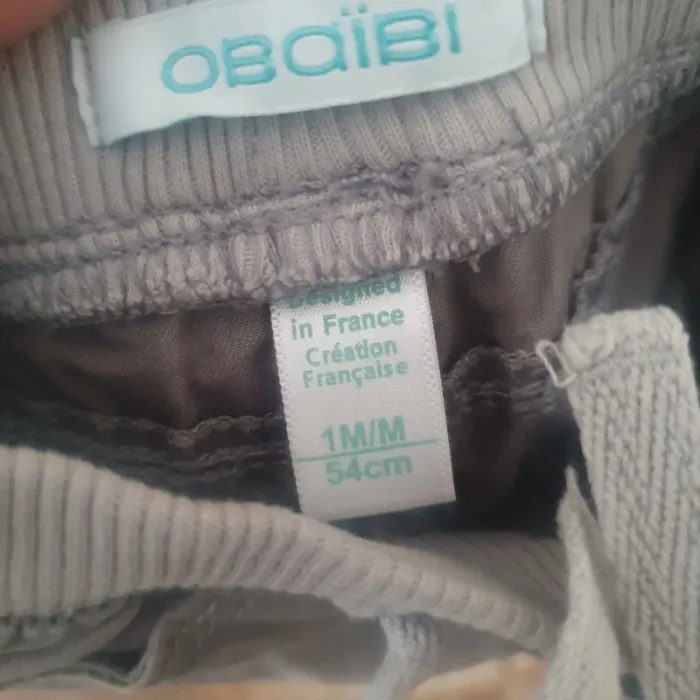 OBaïBI
Designed
in France
Création
Française
1M/M
54cm